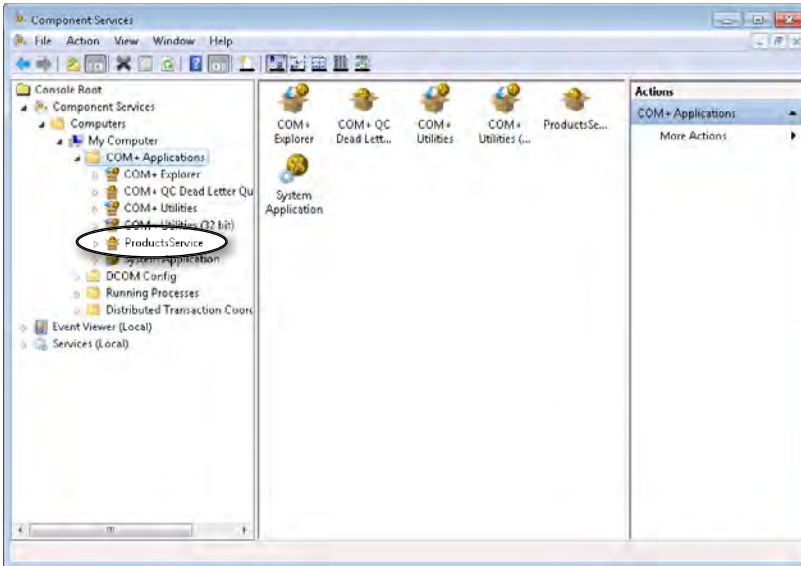 Component Services
File Action View Window Help
Console Root
Component Services
Computers
My Computer
COM+ Applications
COM+ Explorer
COM+ QC Dead Letter Qu
COM+ Utilities
COM+ Utilities (32 bit)
ProductsService
System Application
DCOM Config
Running Processes
Distributed Transaction Coord
Event Viewer (Local)
Services (Local)
COM+ Explorer
COM+ QC Dead Lett...
COM+ Utilities
COM+ Utilities (...
ProductsSe...
System Application
Actions
COM+ Applications
More Actions